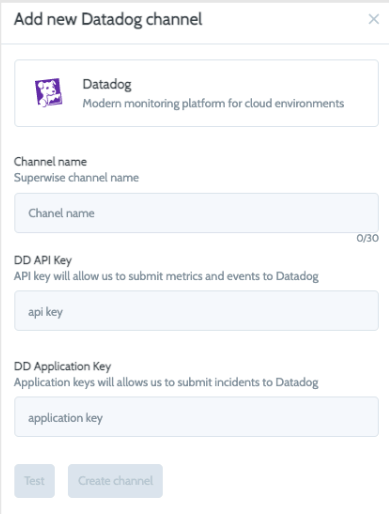 Add new Datadog channel
Datadog
Modern monitoring platform for cloud environments
Channel name
Superwise channel name
Chanel name
0/30
DD API Key
API key will allow us to submit metrics and events to Datadog
api key
DD Application Key
Application keys will allows us to submit incidents to Datadog
application key
Test
Create channel